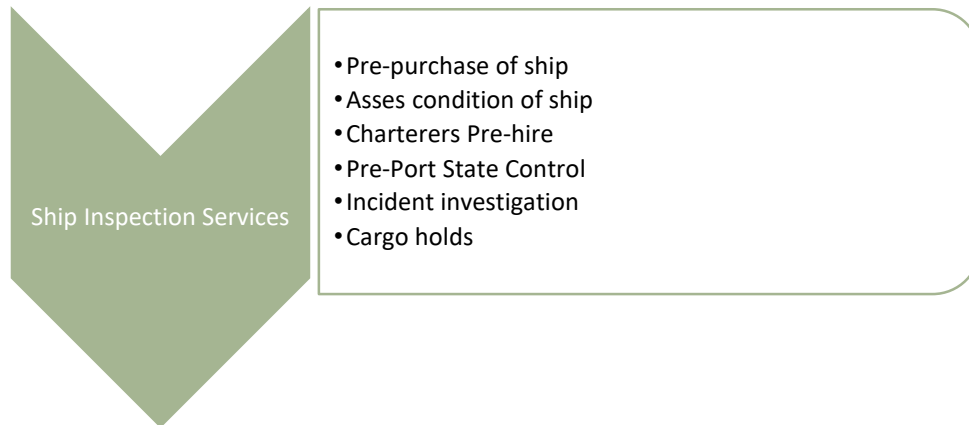 Ship Inspection Services
•Pre-purchase of ship
•Asses condition of ship
•Charterers Pre-hire
•Pre-Port State Control
•Incident investigation
•Cargo holds